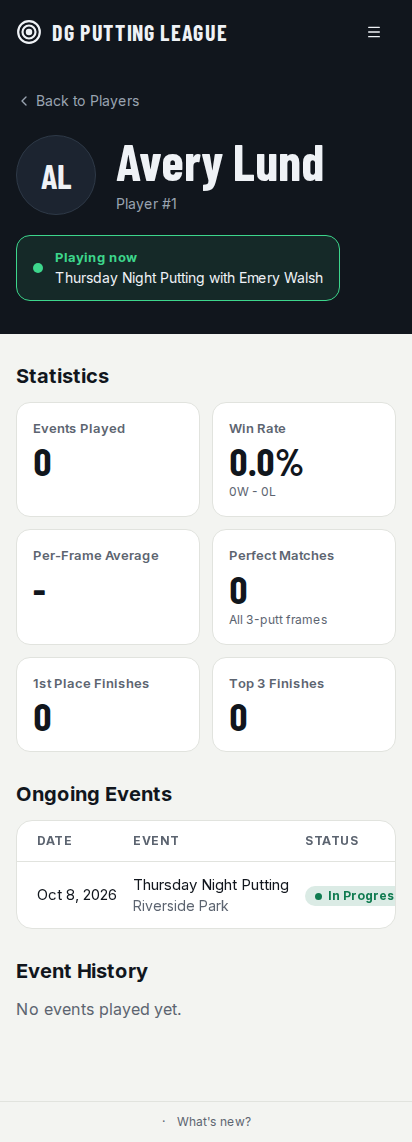 DG PUTTING LEAGUE
Back to Players
AL
Avery Lund
Player #1
Playing now
Thursday Night Putting with Emery Walsh
Statistics
Events Played
0
Win Rate
0.0%
0W - 0L
Per-Frame Average
-
Perfect Matches
0
All 3-putt frames
1st Place Finishes
0
Top 3 Finishes
0
Ongoing Events
DATE EVENT STATUS
Oct 8, 2026 Thursday Night Putting In Progres
Riverside Park
Event History
No events played yet.
· What's new?